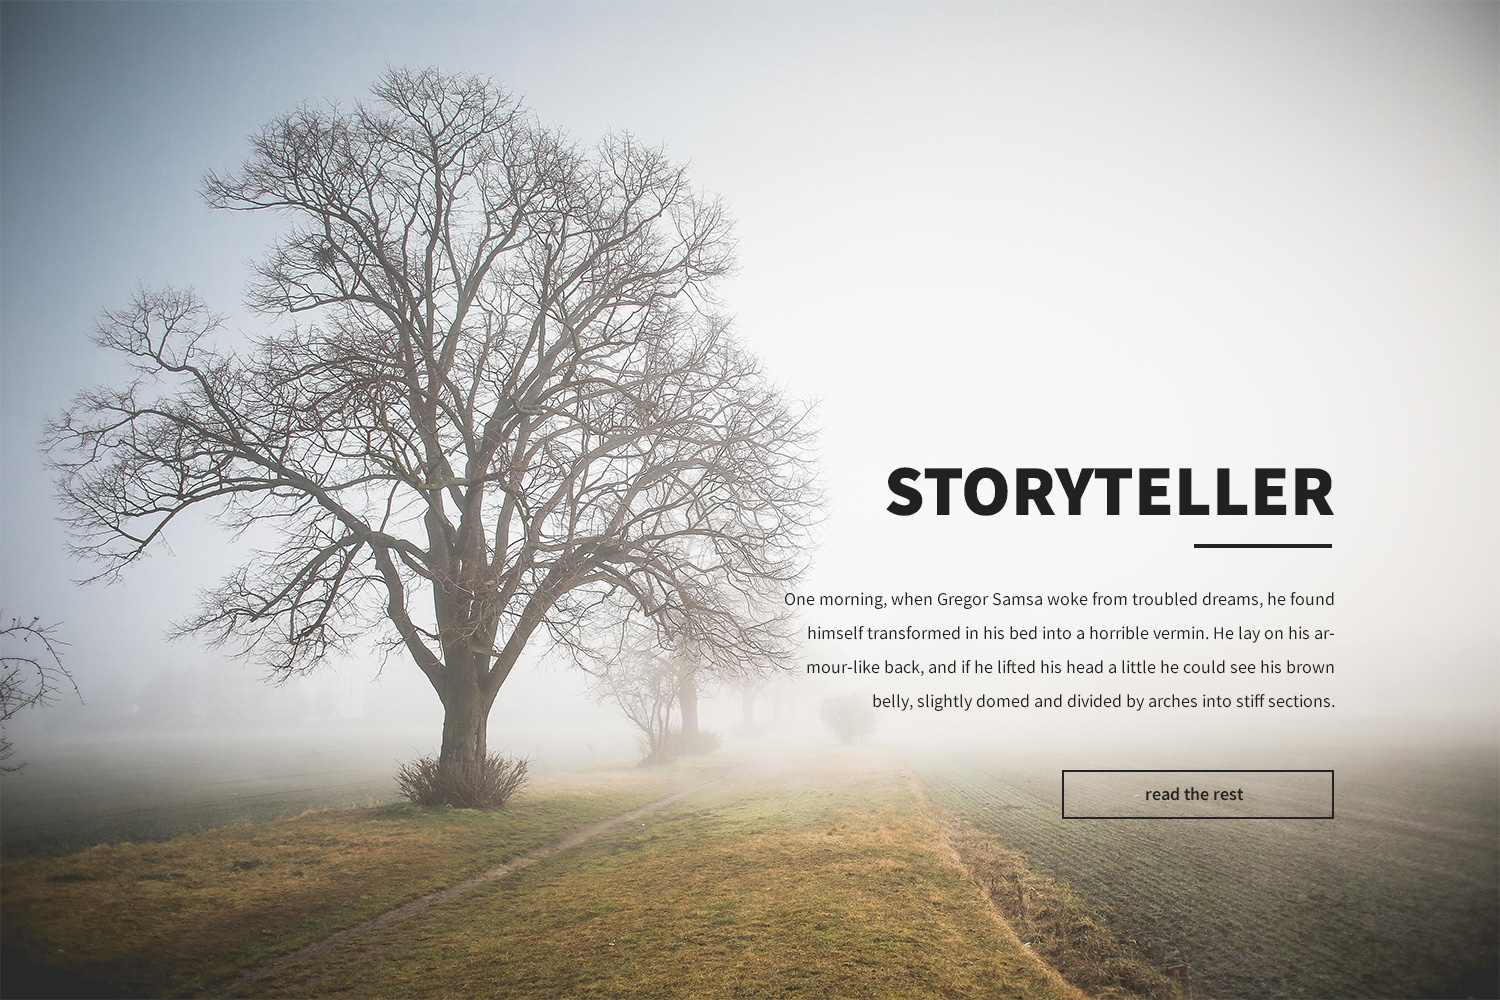 STORYTELLER
One morning, when Gregor Samsa woke from troubled dreams, he found
himself transformed in his bed into a horrible vermin. He lay on his ar-
mour-like back, and if he lifted his head a little he could see his brown
belly, slightly domed and divided by arches into stiff sections.
read the rest